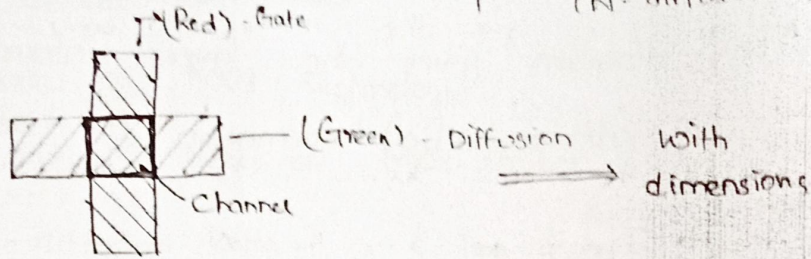 (Red) - Gate
(Green) - Diffusion
With
dimensions
Channel